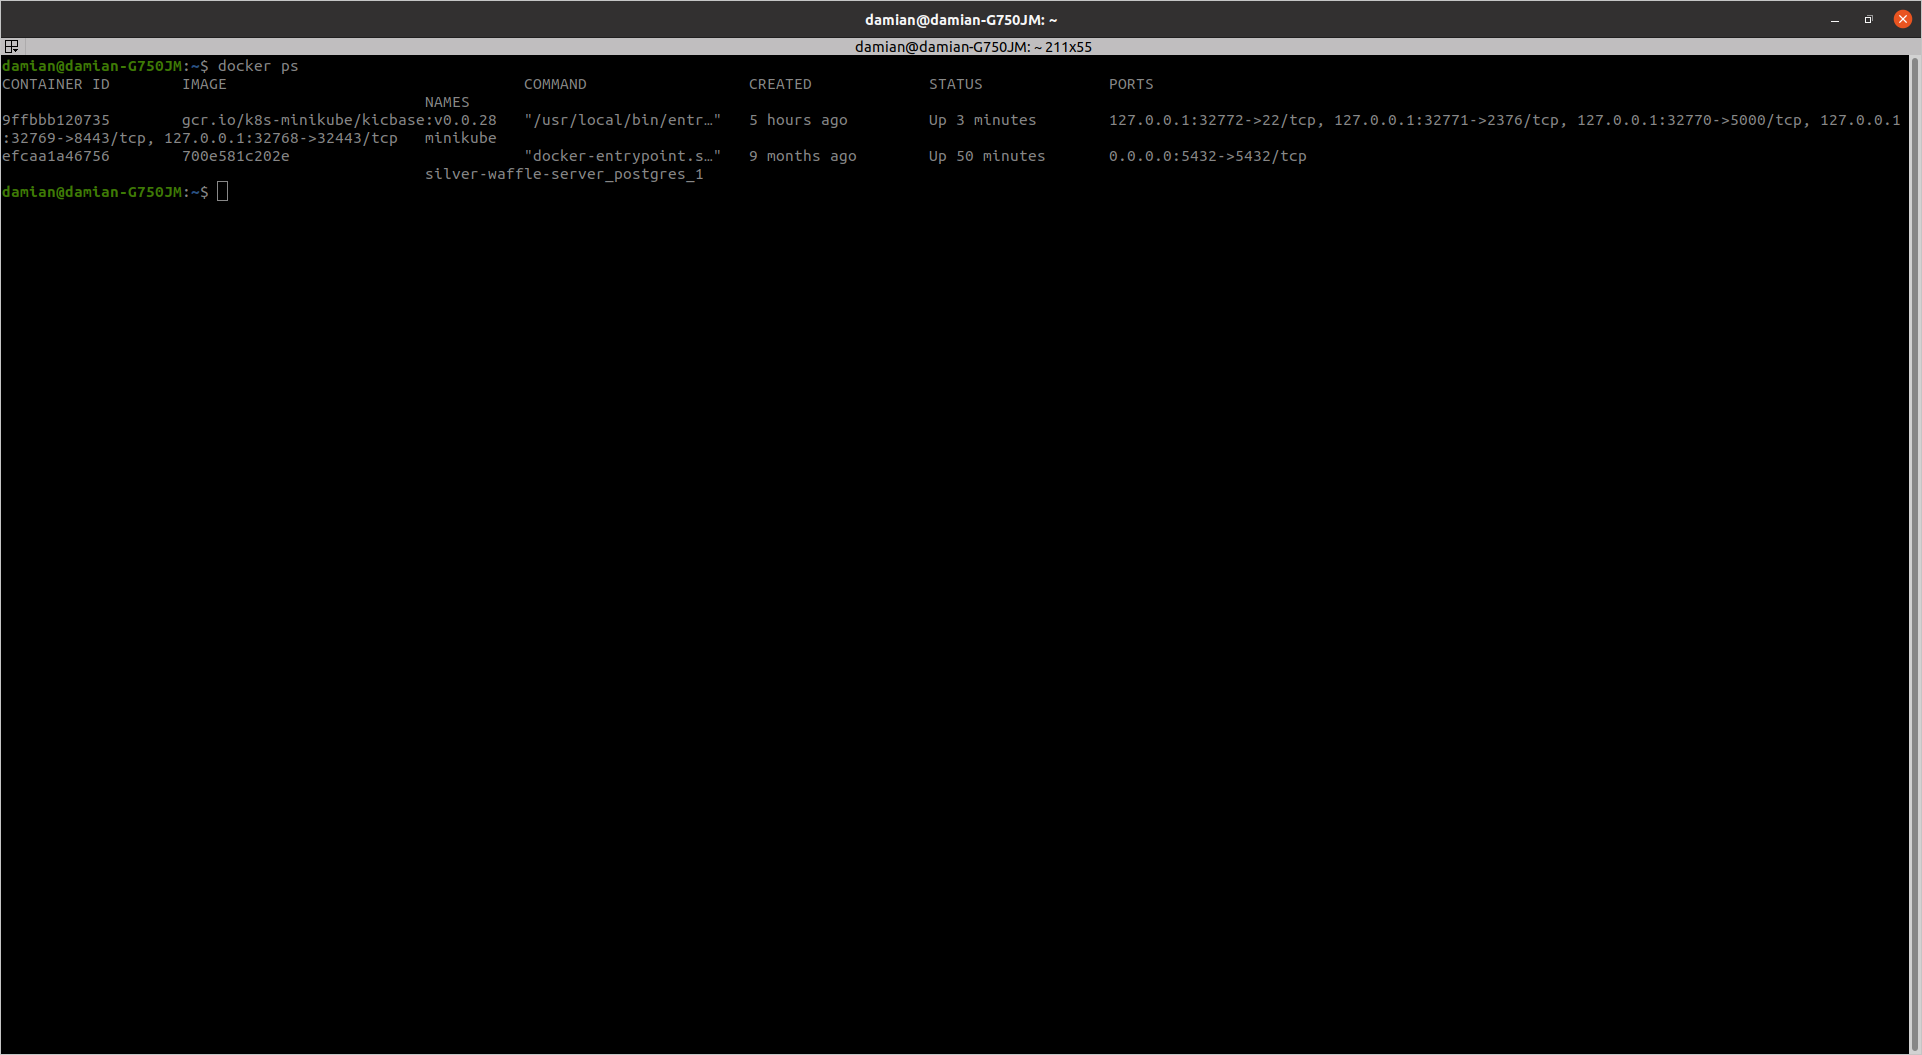 damian@damian-G750JM: ~
damian@damian-G750JM: ~ 211x55
damian@damian-G750JM:~$ docker ps
CONTAINER ID        IMAGE                                 COMMAND                  CREATED             STATUS              PORTS
NAMES
9ffbbb120735        gcr.io/k8s-minikube/kicbase:v0.0.28   "/usr/local/bin/entr…"   5 hours ago         Up 3 minutes        127.0.0.1:32772->22/tcp, 127.0.0.1:32771->2376/tcp, 127.0.0.1:32770->5000/tcp, 127.0.0.1
:32769->8443/tcp, 127.0.0.1:32768->32443/tcp   minikube
efcaa1a46756        700e581c202e                          "docker-entrypoint.s…"   9 months ago        Up 50 minutes       0.0.0.0:5432->5432/tcp
silver-waffle-server_postgres_1
damian@damian-G750JM:~$